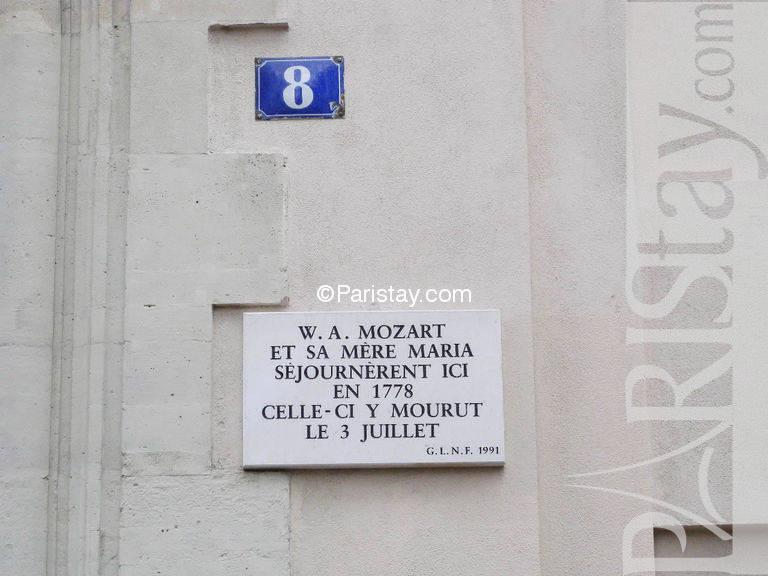 8
©Paristay.com
W. A. MOZART
ET SA MÈRE MARIA
SÉJOURNÈRENT ICI
EN 1778
CELLE-CI Y MOURUT
LE 3 JUILLET
G. L. N. F. 1991
PARIStay.com